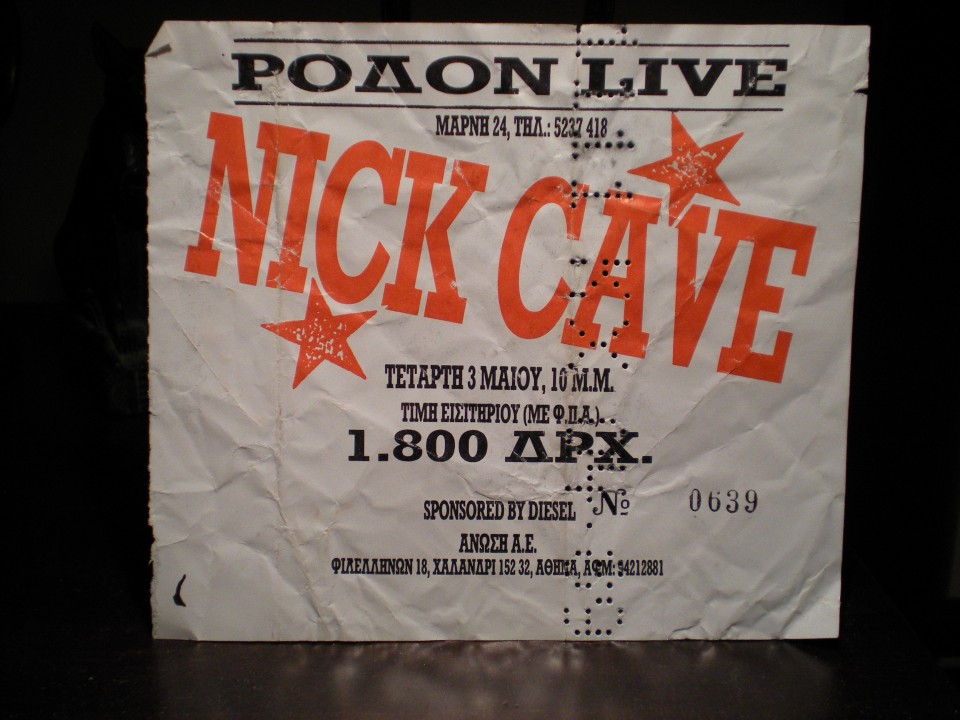 ΡΟΔΟΝ LIVE
ΜΑΡΝΗ 24, ΤΗΛ.: 5237 418
NICK CAVE
ΤΕΤΑΡΤΗ 3 ΜΑΙΟΥ, 10 Μ.Μ.
ΤΙΜΗ ΕΙΣΙΤΗΡΙΟΥ (ΜΕ Φ.Π.Α.)
1.800 ΔΡΧ.
SPONSORED BY DIESEL № 0639
ΑΝΩΣΗ Α.Ε.
ΦΙΛΕΛΛΗΝΩΝ 18, ΧΑΛΑΝΔΡΙ 152 32, ΑΘΗΝΑ, ΑΦΜ: 94212881